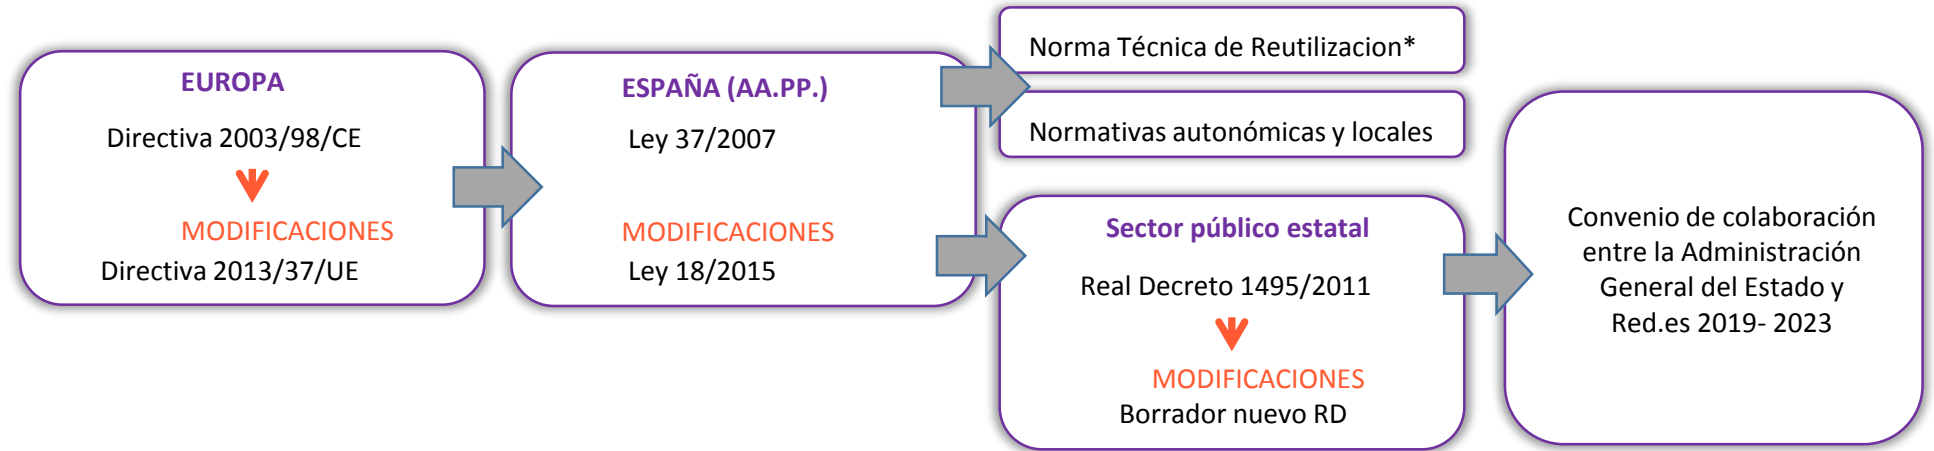 EUROPA
Directiva 2003/98/CE
MODIFICACIONES
Directiva 2013/37/UE
ESPAÑA (AA.PP.)
Ley 37/2007
MODIFICACIONES
Ley 18/2015
Norma Técnica de Reutilizacion*
Normativas autonómicas y locales
Sector público estatal
Real Decreto 1495/2011
MODIFICACIONES
Borrador nuevo RD
Convenio de colaboración
entre la Administración
General del Estado y
Red.es 2019- 2023